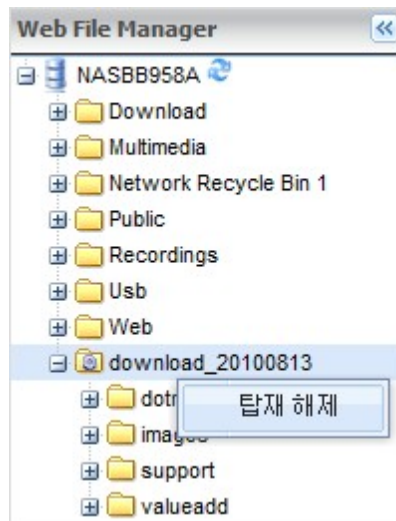 Web File Manager
NASBB958A
Download
Multimedia
Network Recycle Bin 1
Public
Recordings
Usb
Web
download_20100813
탑재 해제
support
valueadd